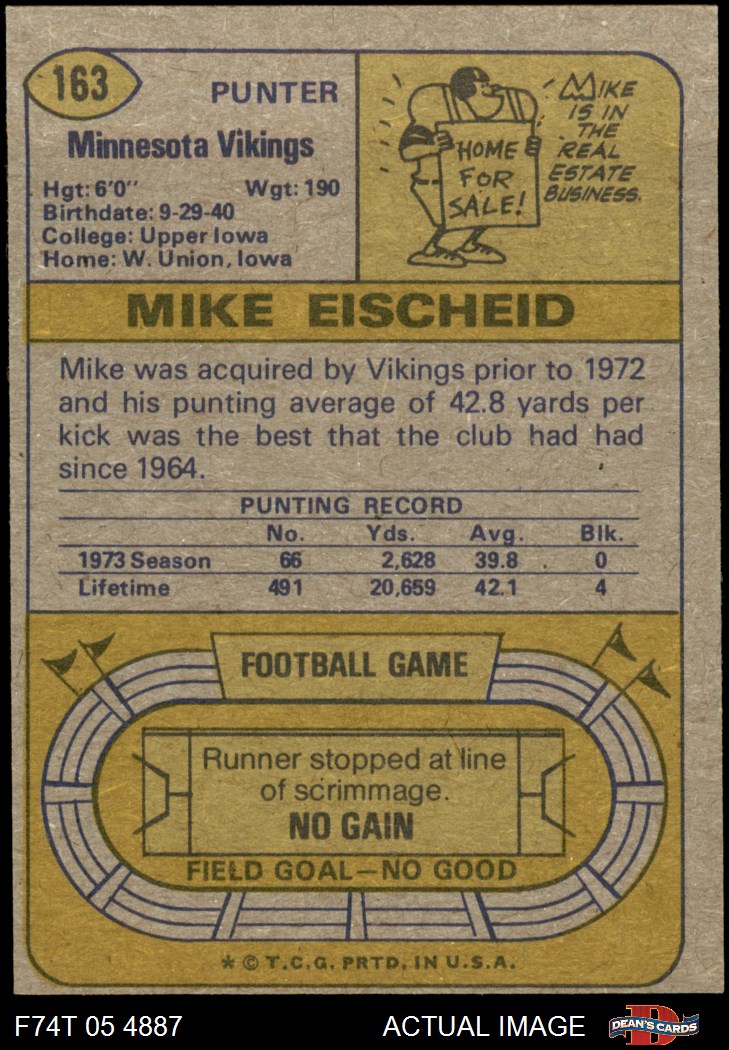 163
PUNTER
Minnesota Vikings
Hgt: 6'0" Wgt: 190
Birthdate: 9-29-40
College: Upper Iowa
Home: W. Union, Iowa
HOME
FOR
SALE!
MIKE
IS IN
THE
REAL
ESTATE
BUSINESS.
MIKE EISCHEID
Mike was acquired by Vikings prior to 1972
and his punting average of 42.8 yards per
kick was the best that the club had had
since 1964.
PUNTING RECORD
No. Yds. Avg. Blk.
1973 Season 66 2,628 39.8 0
Lifetime 491 20,659 42.1 4
FOOTBALL GAME
Runner stopped at line
of scrimmage.
NO GAIN
FIELD GOAL—NO GOOD
* © T.C.G. PRTD. IN U.S.A.
F74T 05 4887 ACTUAL IMAGE DEAN'S CARDS